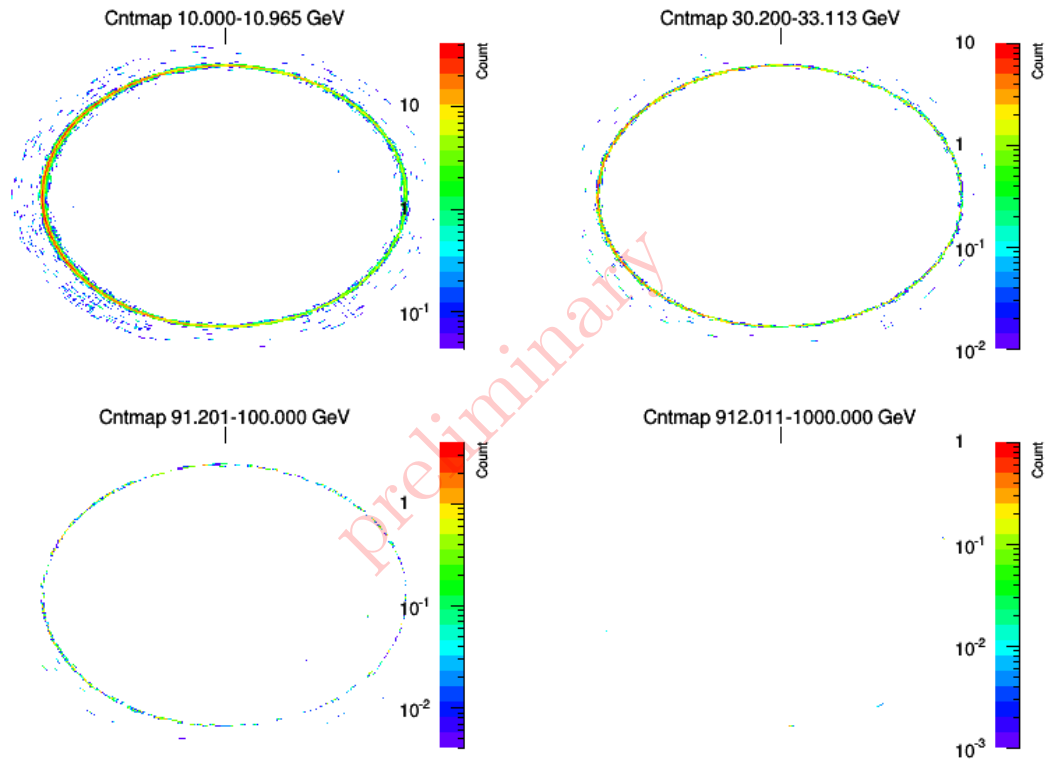 Cntmap 10.000-10.965 GeV
Count
10
1
10-1
Cntmap 30.200-33.113 GeV
10
Count
1
10-1
10-2
preliminary
Cntmap 91.201-100.000 GeV
Count
1
10-1
10-2
Cntmap 912.011-1000.000 GeV
1
Count
10-1
10-2
10-3